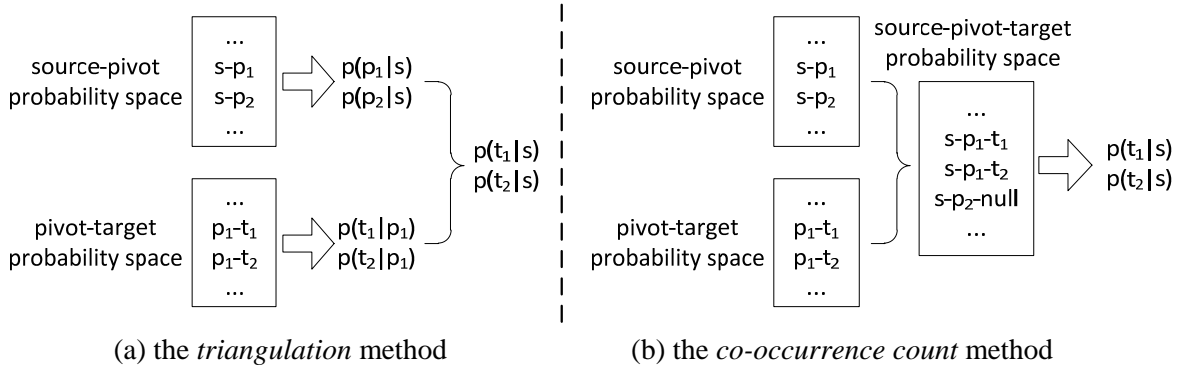 source-pivot
probability space
...
s-p₁
s-p₂
...
p(p₁|s)
p(p₂|s)
pivot-target
probability space
...
p₁-t₁
p₁-t₂
...
p(t₁|p₁)
p(t₂|p₁)
p(t₁|s)
p(t₂|s)
(a) the triangulation method
source-pivot
probability space
...
s-p₁
s-p₂
...
pivot-target
probability space
...
p₁-t₁
p₁-t₂
...
source-pivot-target
probability space
...
s-p₁-t₁
s-p₁-t₂
s-p₂-null
...
p(t₁|s)
p(t₂|s)
(b) the co-occurrence count method